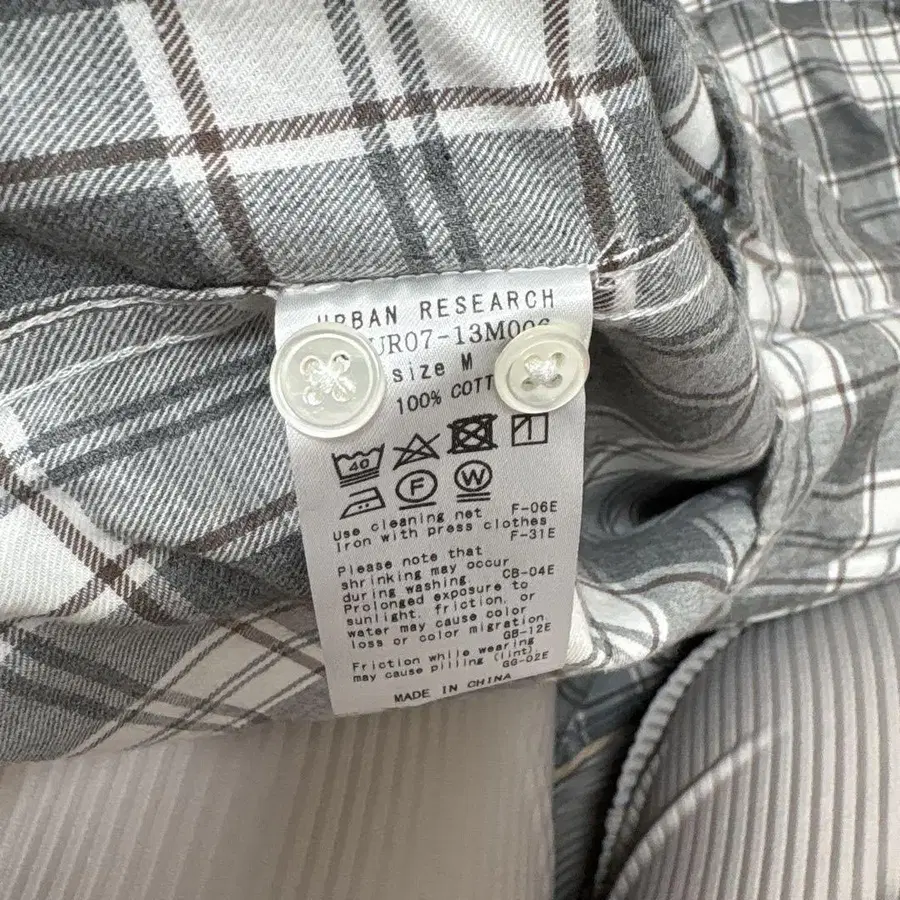 URBAN RESEARCH
UR07-13M006
size M
100% COTT
40
F W
Use cleaning net F-06E
Iron with press clothes
F-31E
Please note that
shrinking may occur
during washing. CB-04E
Prolonged exposure to
sunlight, friction, or
water may cause color
loss or color migration.
GB-12E
Friction while wearing
may cause pilling (lint).
GG-02E
MADE IN CHINA